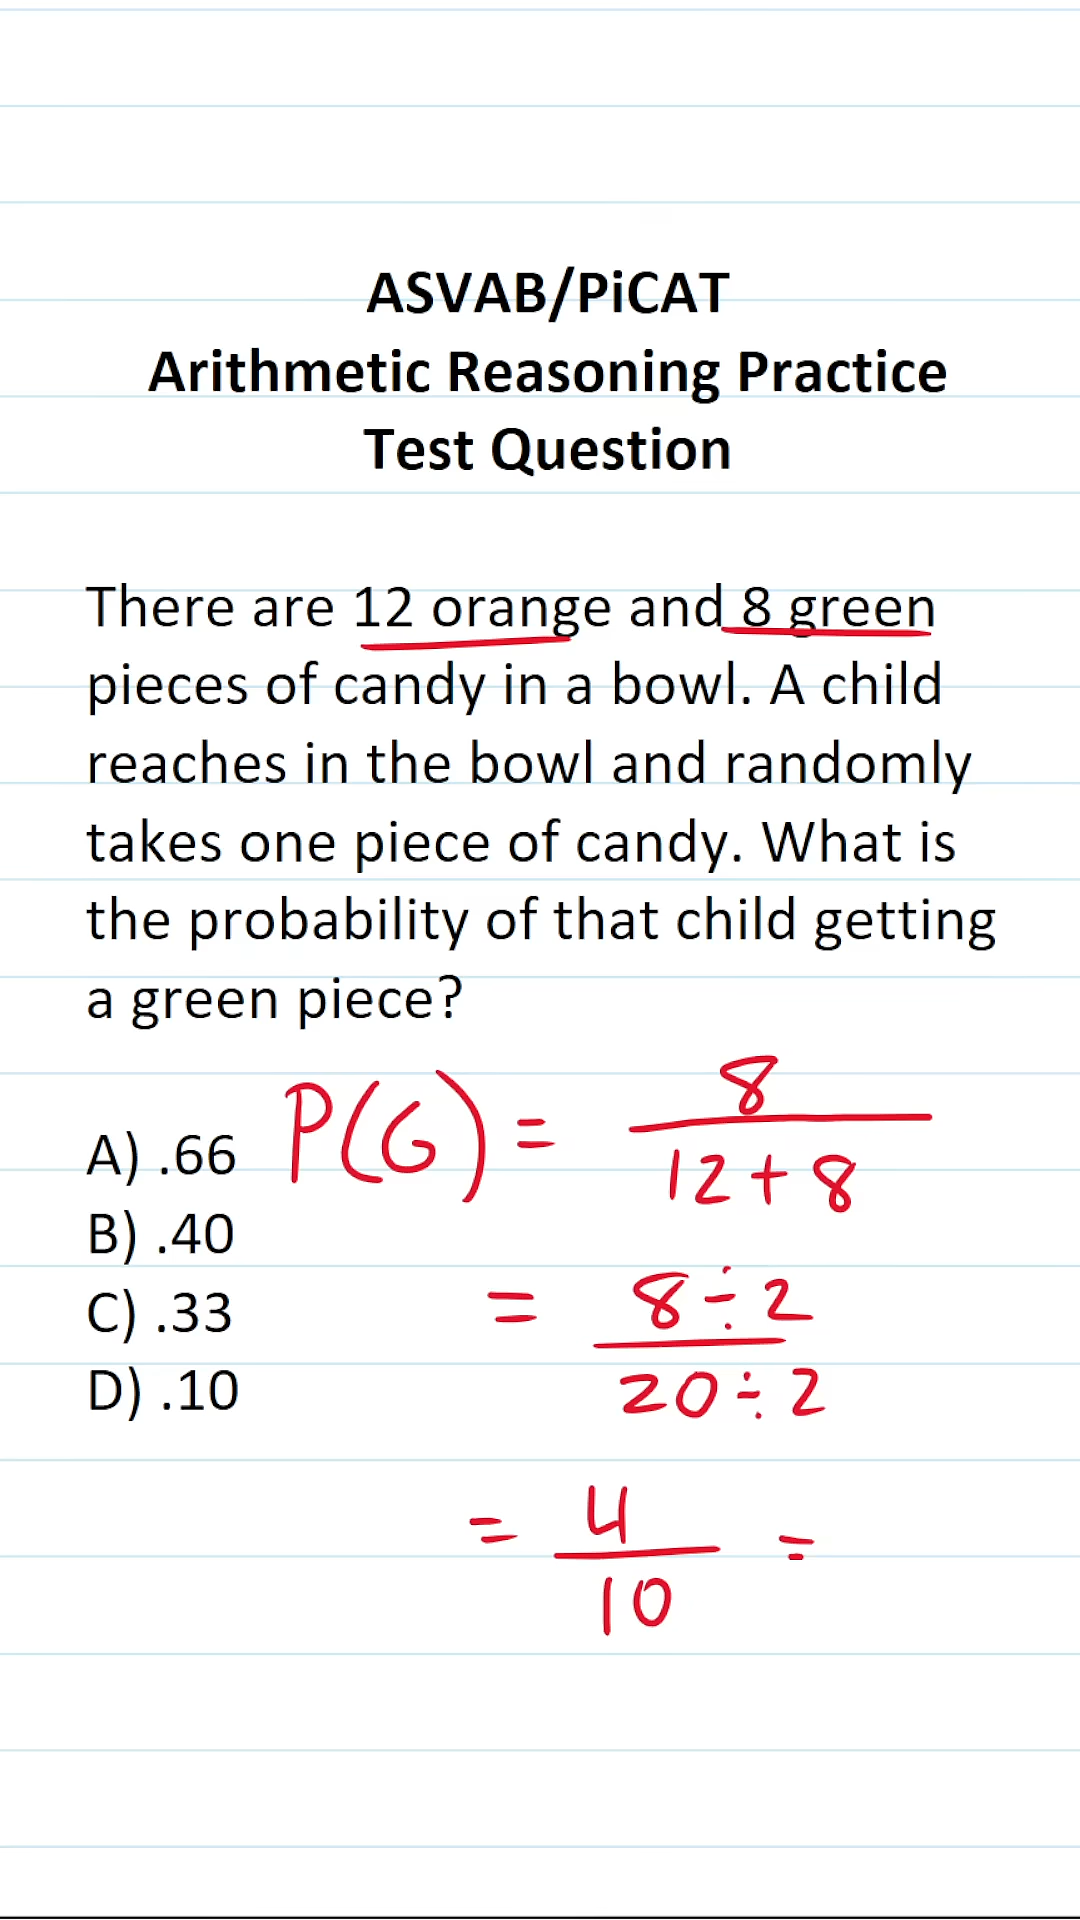 ASVAB/PiCAT
Arithmetic Reasoning Practice
Test Question
There are 12 orange and 8 green
pieces of candy in a bowl. A child
reaches in the bowl and randomly
takes one piece of candy. What is
the probability of that child getting
a green piece?
A) .66
B) .40
C) .33
D) .10
P(G) = 8
12 + 8
= 8 ÷ 2
20 ÷ 2
= 4
10 =